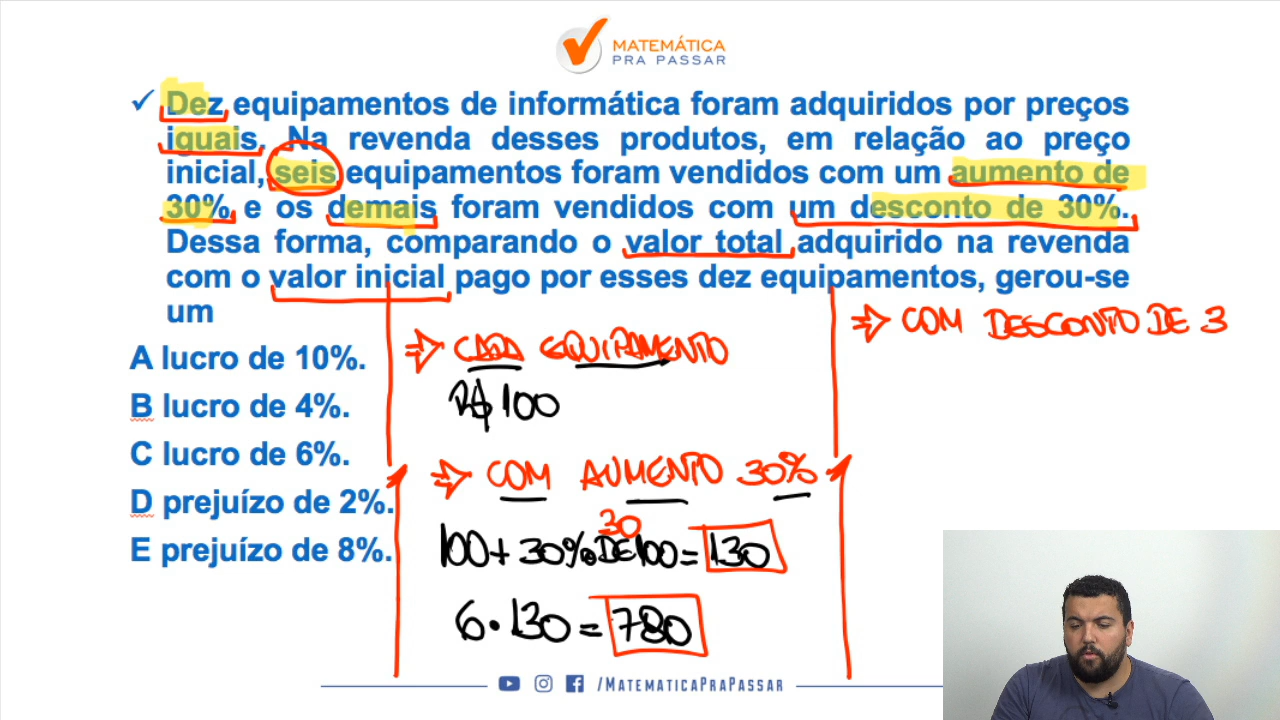 MATEMÁTICA
PRA PASSAR
✓ Dez equipamentos de informática foram adquiridos por preços
iguais. Na revenda desses produtos, em relação ao preço
inicial, seis equipamentos foram vendidos com um aumento de
30% e os demais foram vendidos com um desconto de 30%.
Dessa forma, comparando o valor total adquirido na revenda
com o valor inicial pago por esses dez equipamentos, gerou-se
um
A lucro de 10%.
B lucro de 4%.
C lucro de 6%.
D prejuízo de 2%.
E prejuízo de 8%.
⇒ CADA EQUIPAMENTO
R$ 100
⇒ COM AUMENTO 30%
30
100 + 30% DE 100 = 130
6 · 130 = 780
⇒ COM DESCONTO DE 3
/MATEMATICAPRAPASSAR